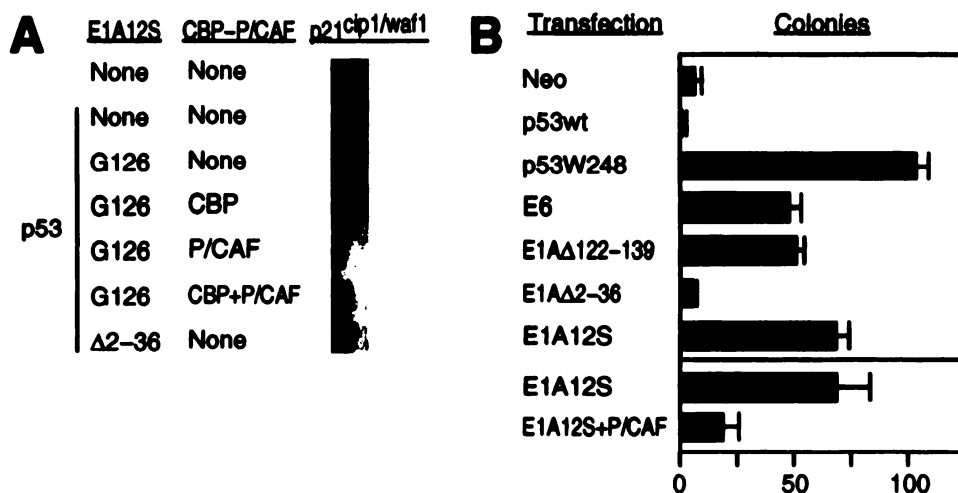 A
E1A12S CBP-P/CAF p21cip1/waf1
None None
None None
G126 None
G126 CBP
p53
G126 P/CAF
G126 CBP+P/CAF
Δ2-36 None
B
Transfection Colonies
Neo
p53wt
p53W248
E6
E1AΔ122-139
E1AΔ2-36
E1A12S
E1A12S
E1A12S+P/CAF
0 50 100